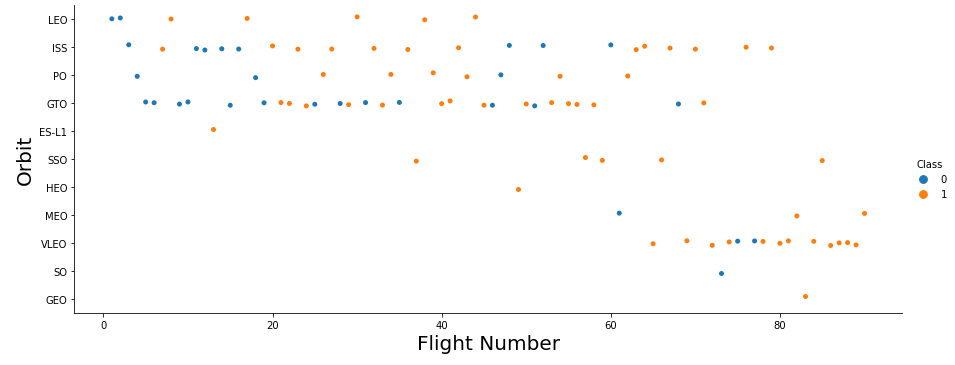 LEO
ISS
PO
GTO
ES-L1
SSO
HEO
MEO
VLEO
SO
GEO
Orbit
0 20 40 60 80
Flight Number
Class
0
1